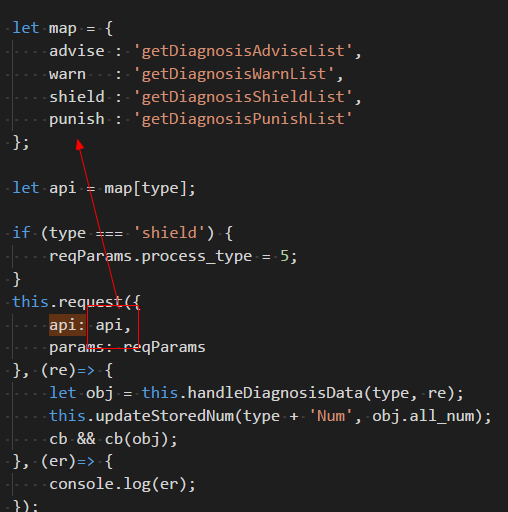 let map = {
advise : 'getDiagnosisAdviseList',
warn : 'getDiagnosisWarnList',
shield : 'getDiagnosisShieldList',
punish : 'getDiagnosisPunishList'
};
let api = map[type];
if (type === 'shield') {
reqParams.process_type = 5;
}
this.request({
api: api,
params: reqParams
}, (re)=> {
let obj = this.handleDiagnosisData(type, re);
this.updateStoredNum(type + 'Num', obj.all_num);
cb && cb(obj);
}, (er)=> {
console.log(er);
});